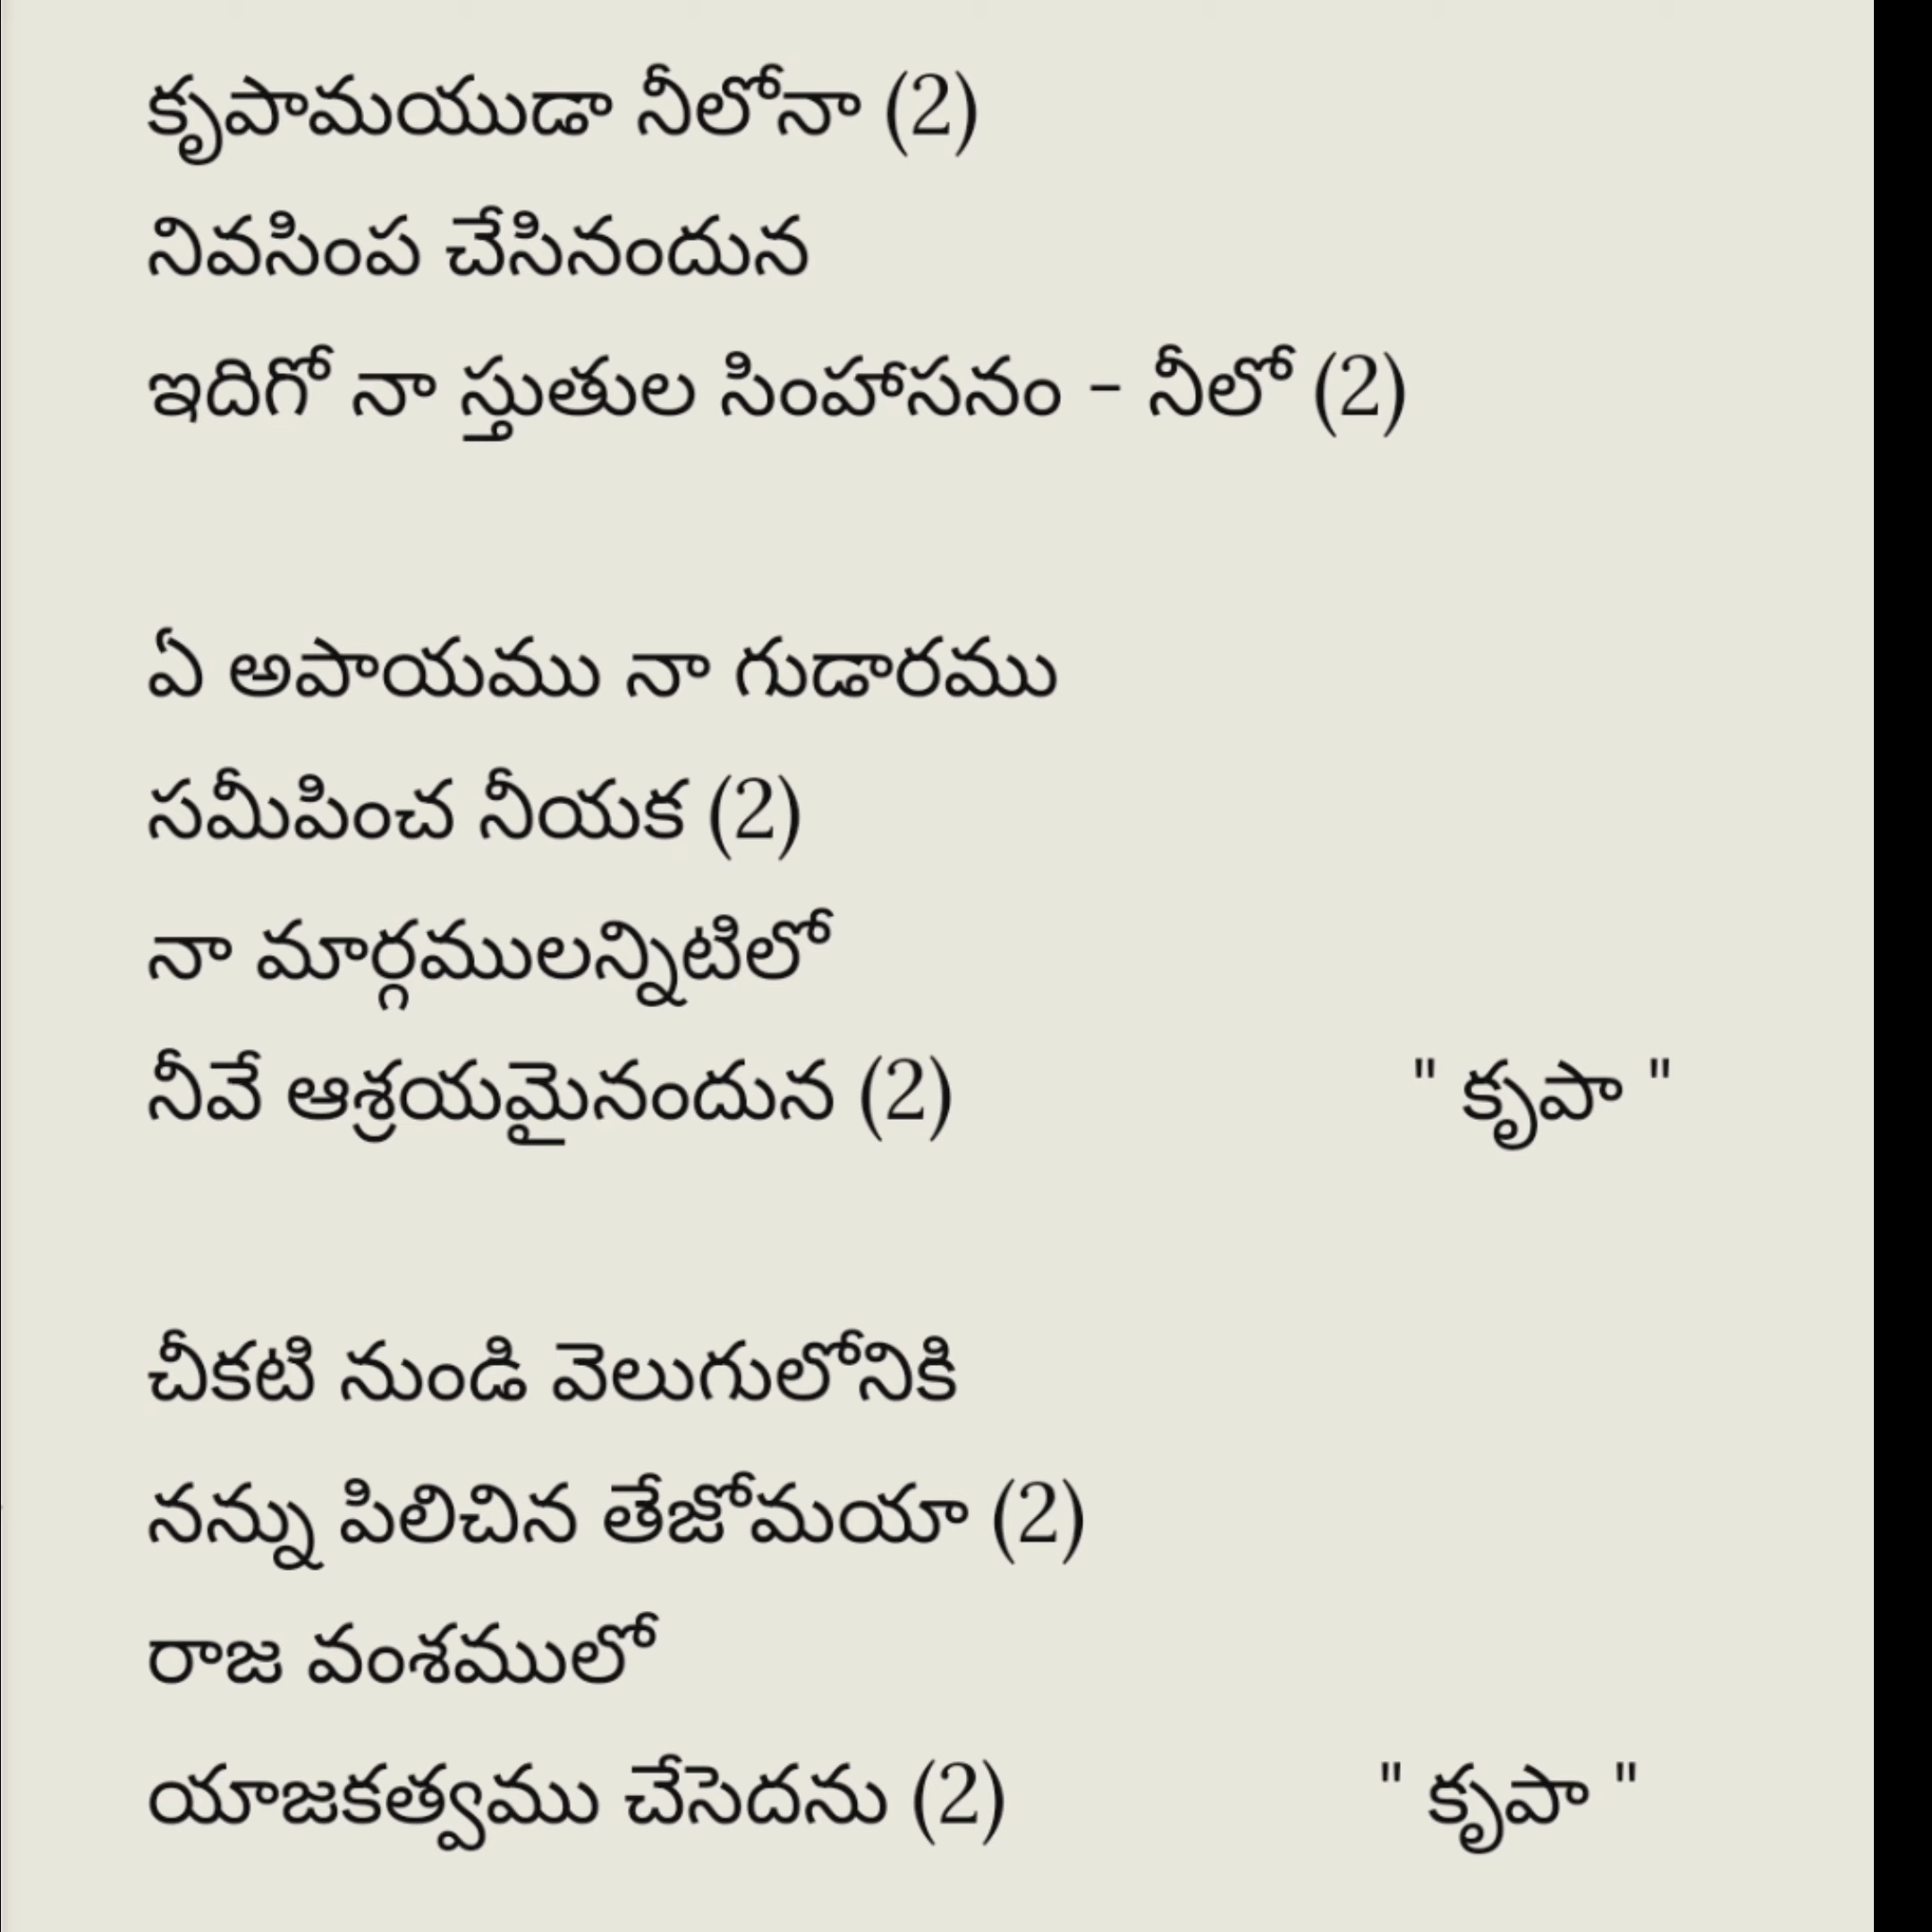 కృపామయుడా నీలోనా (2)
నివసింప చేసినందున
ఇదిగో నా స్తుతుల సింహాసనం - నీలో (2)
ఏ అపాయము నా గుడారము
సమీపించ నీయక (2)
నా మార్గములన్నిటిలో
నీవే ఆశ్రయమైనందున (2) " కృపా "
చీకటి నుండి వెలుగులోనికి
నన్ను పిలిచిన తేజోమయా (2)
రాజ వంశములో
యాజకత్వము చేసెదను (2) " కృపా "